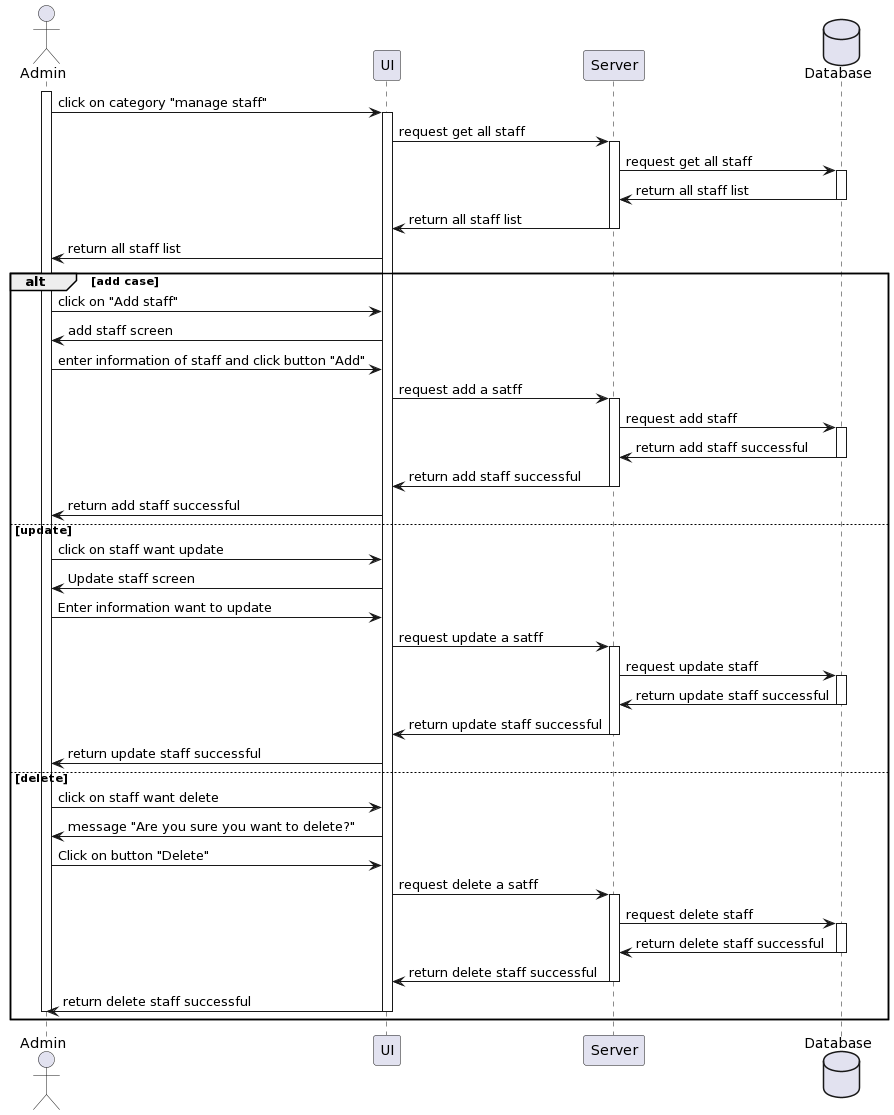 Admin
UI
Server
Database
click on category "manage staff"
request get all staff
request get all staff
return all staff list
return all staff list
return all staff list
alt [add case]
click on "Add staff"
add staff screen
enter information of staff and click button "Add"
request add a satff
request add staff
return add staff successful
return add staff successful
return add staff successful
[update]
click on staff want update
Update staff screen
Enter information want to update
request update a satff
request update staff
return update staff successful
return update staff successful
return update staff successful
[delete]
click on staff want delete
message "Are you sure you want to delete?"
Click on button "Delete"
request delete a satff
request delete staff
return delete staff successful
return delete staff successful
return delete staff successful
Admin
UI
Server
Database